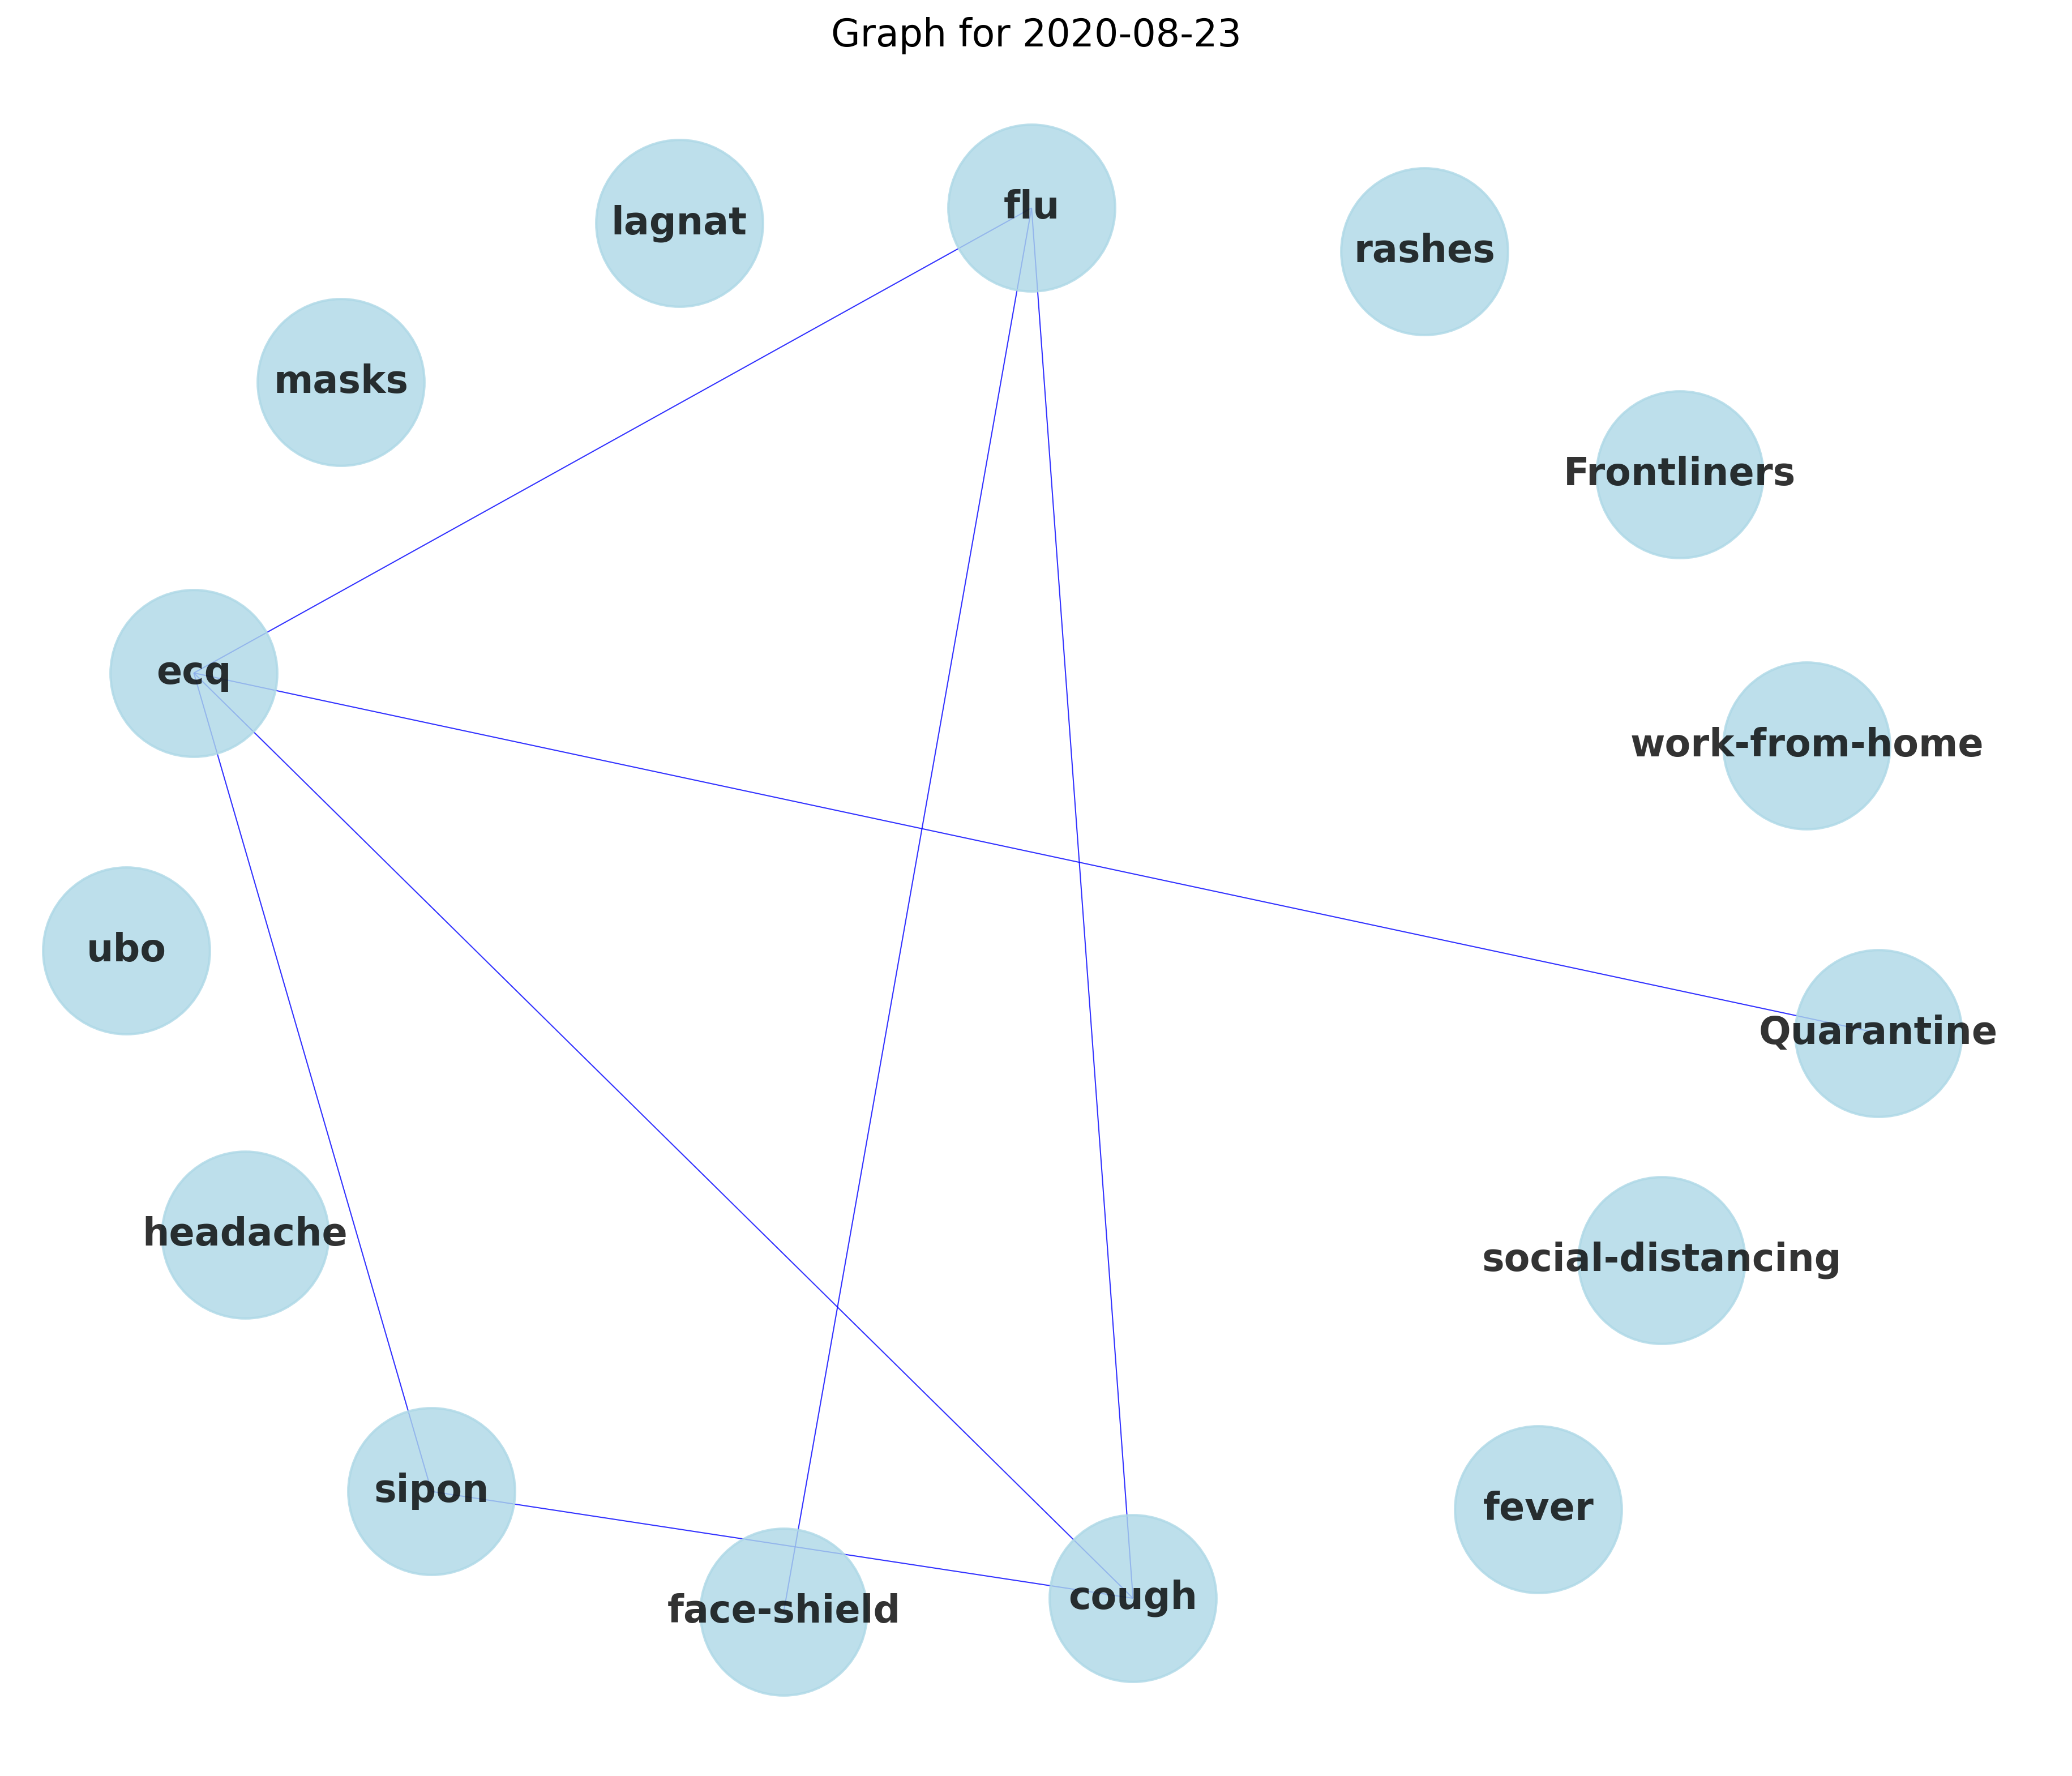 Graph for 2020-08-23
flu
lagnat
rashes
masks
Frontliners
ecq
work-from-home
ubo
Quarantine
headache
social-distancing
sipon
fever
face-shield
cough